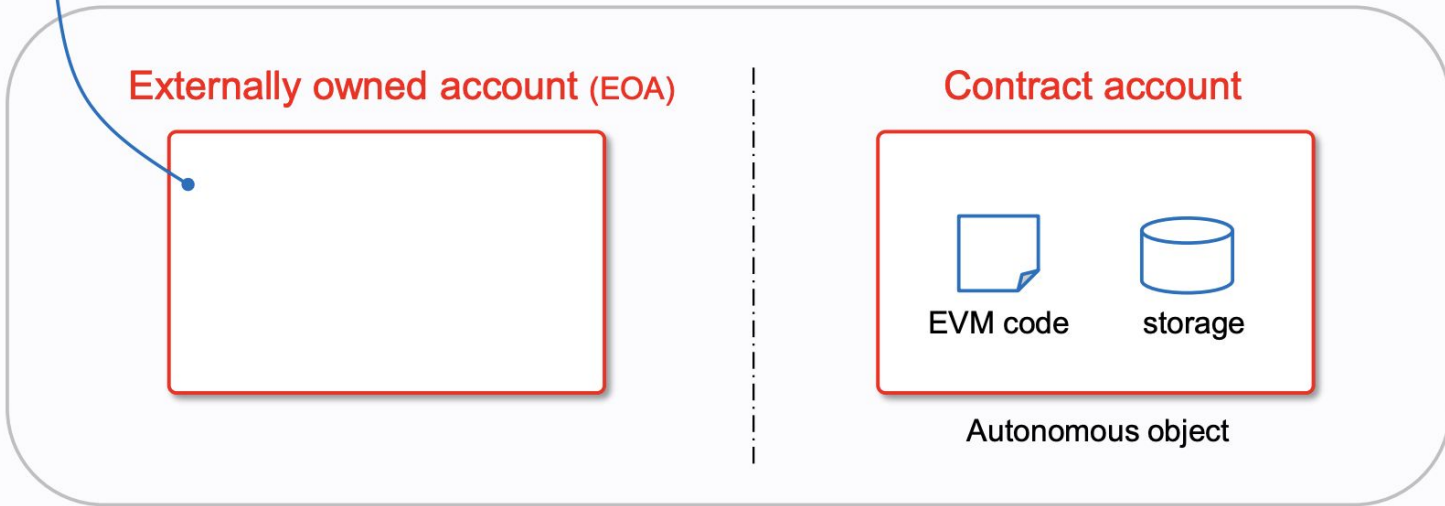 Externally owned account (EOA)
Contract account
EVM code
storage
Autonomous object